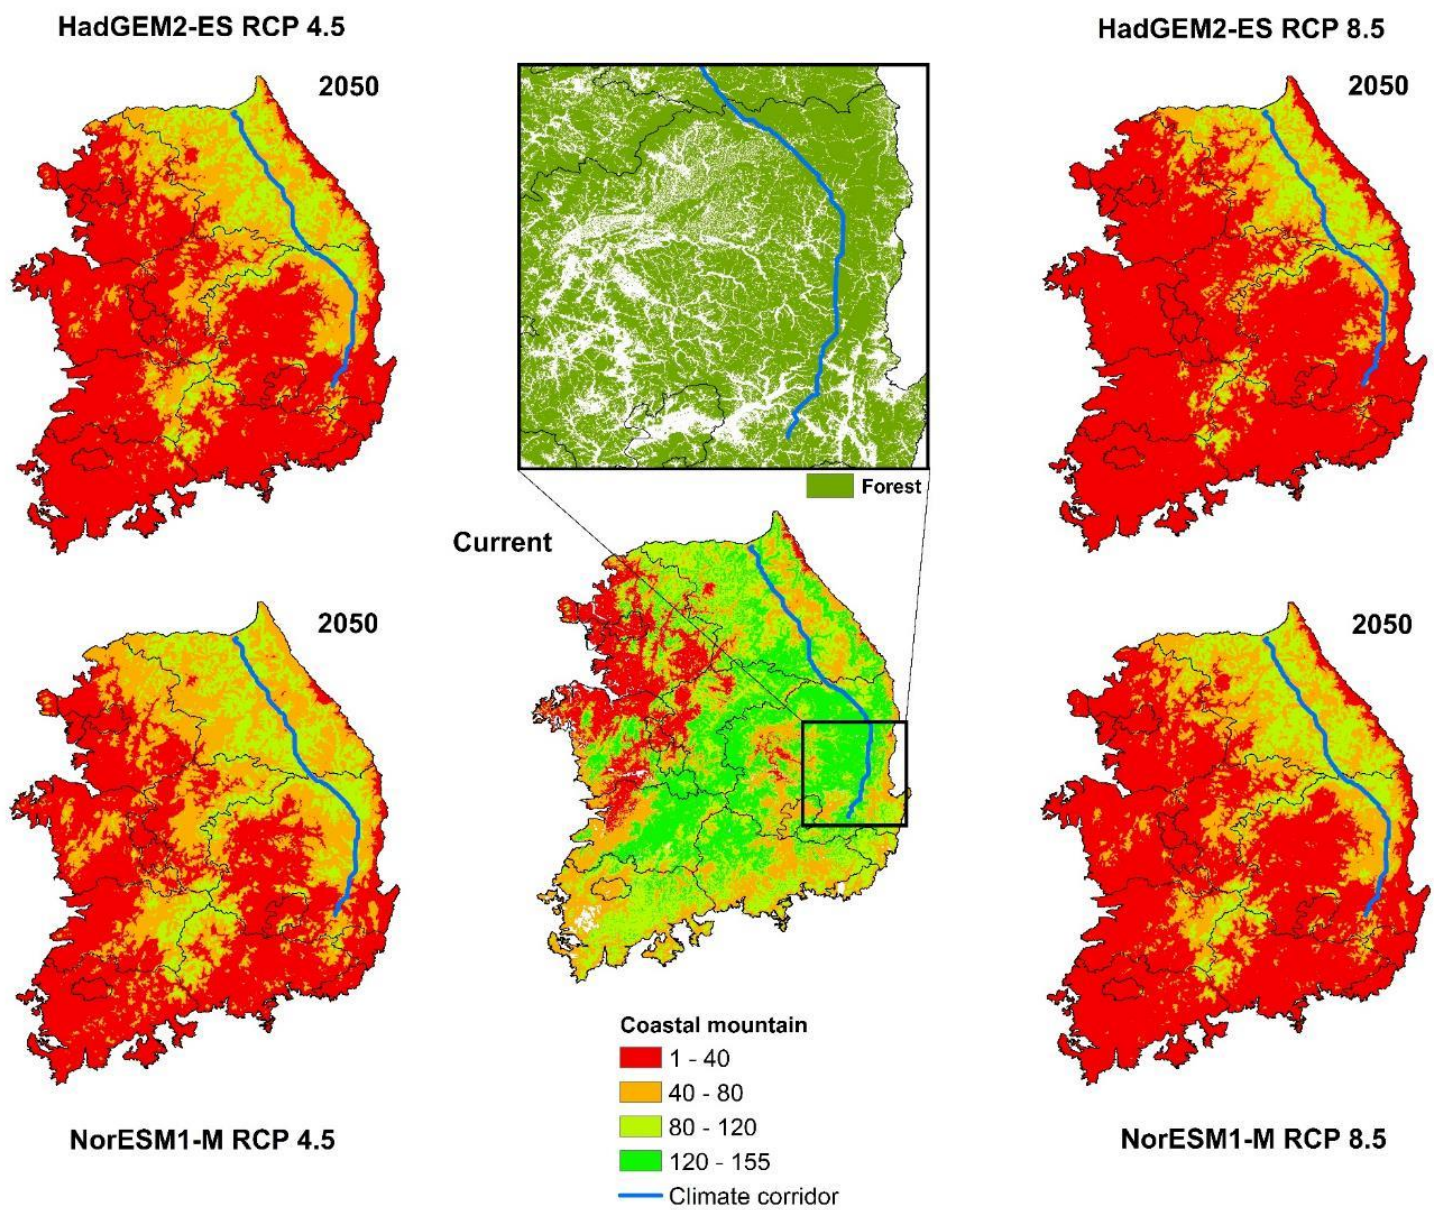 HadGEM2-ES RCP 4.5
HadGEM2-ES RCP 8.5
2050
2050
Forest
Current
2050
2050
Coastal mountain
1 - 40
40 - 80
80 - 120
120 - 155
Climate corridor
NorESM1-M RCP 4.5
NorESM1-M RCP 8.5